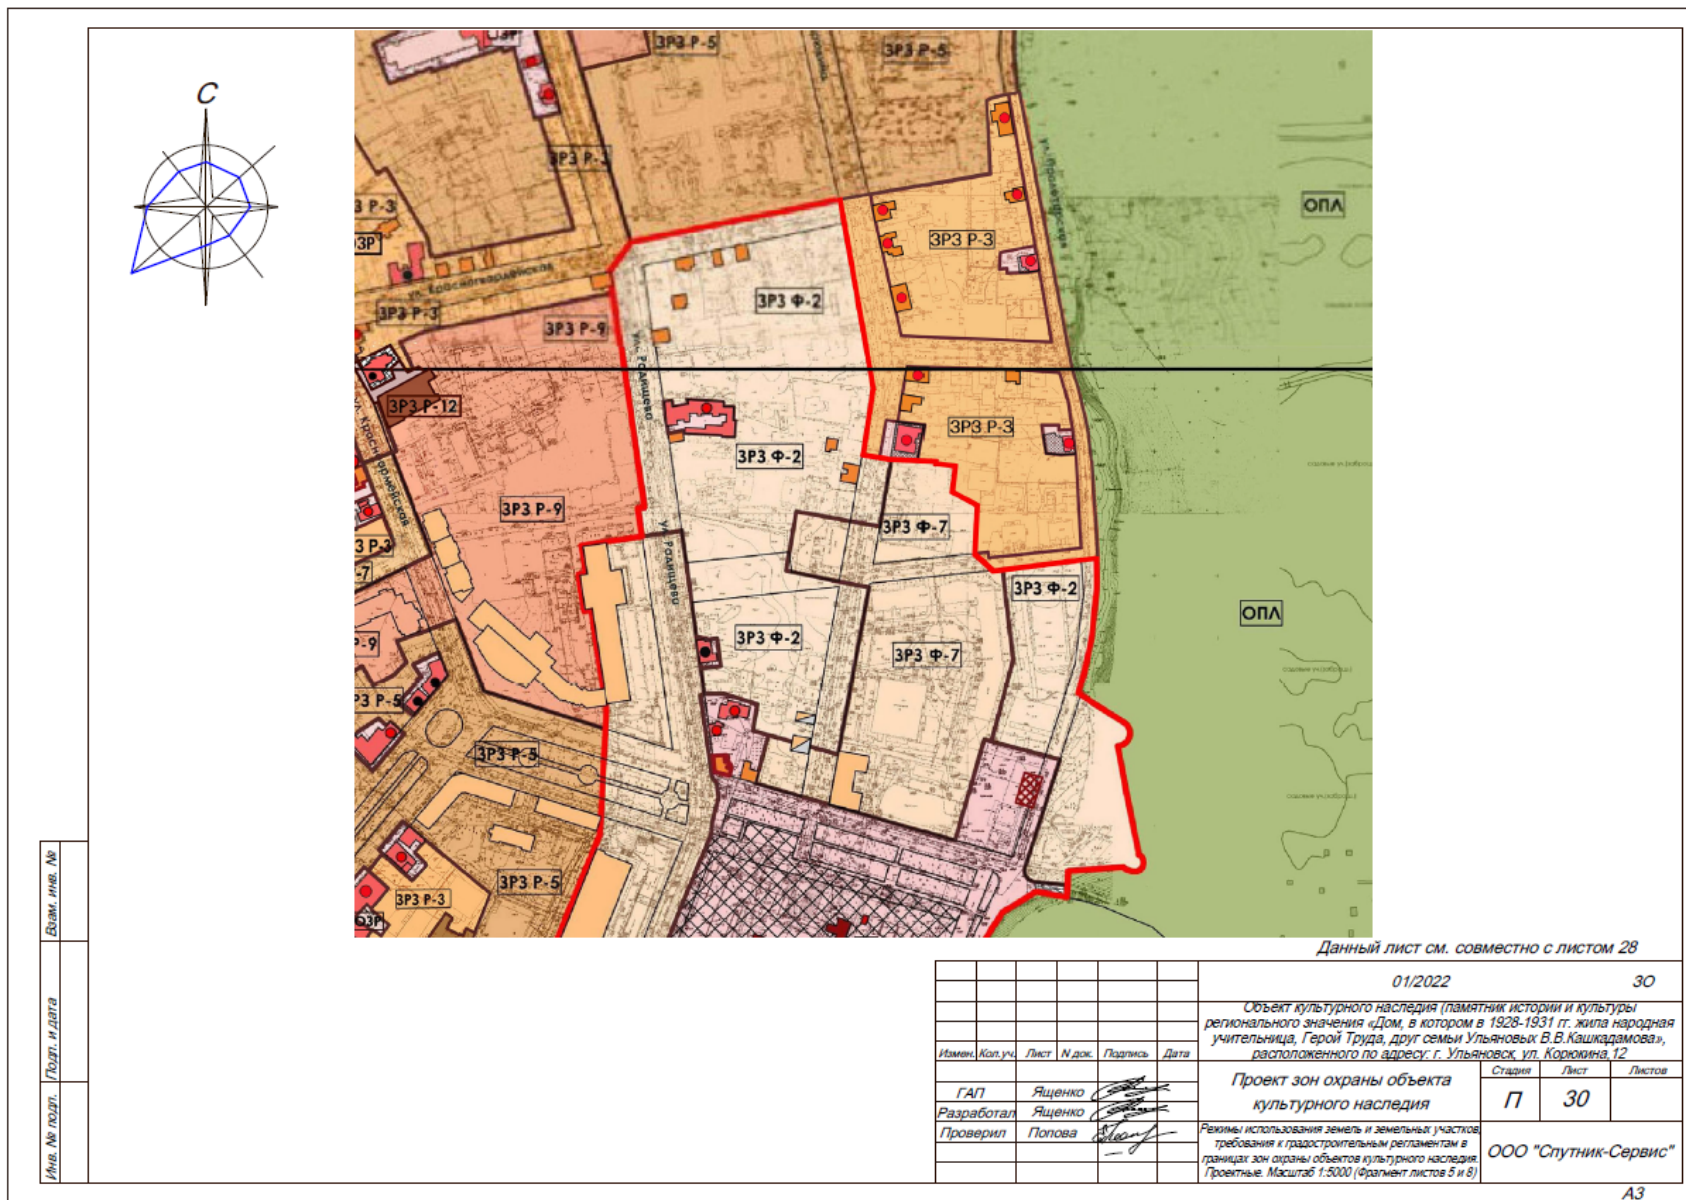 С
ЗРЗ Р-5
ЗРЗ Р-5
ЗРЗ Р-3
ОПЛ
ЗРЗ Р-3
ул. Красногвардейская
ЗРЗ Р-3
ЗРЗ Р-9
ЗРЗ Ф-2
ул. Радищева
ЗРЗ Р-12
ЗРЗ Р-3
ЗРЗ Ф-2
ул. Красноармейская
ЗРЗ Р-9
ЗРЗ Ф-7
ул. Радищева
ЗРЗ Ф-2
ОПЛ
ЗРЗ Ф-2
ЗРЗ Ф-7
ЗРЗ Р-5
ЗРЗ Р-5
ЗРЗ Р-5
ЗРЗ Р-3
Взам. инв. №
Подп. и дата
Инв. № подл.
Данный лист см. совместно с листом 28
01/2022 ЗО
Объект культурного наследия (памятник истории и культуры
регионального значения «Дом, в котором в 1928-1931 гг. жила народная
учительница, Герой Труда, друг семьи Ульяновых В.В.Кашкадамова»,
расположенного по адресу: г. Ульяновск, ул. Корюкина,12
Измен. Кол.уч. Лист N док. Подпись Дата
ГАП Ященко
Разработал Ященко
Проверил Попова
Проект зон охраны объекта
культурного наследия
Стадия Лист Листов
П 30
Режимы использования земель и земельных участков,
требования к градостроительным регламентам в
границах зон охраны объектов культурного наследия.
Проектные. Масштаб 1:5000 (Фрагмент листов 5 и 8)
ООО "Спутник-Сервис"
А3